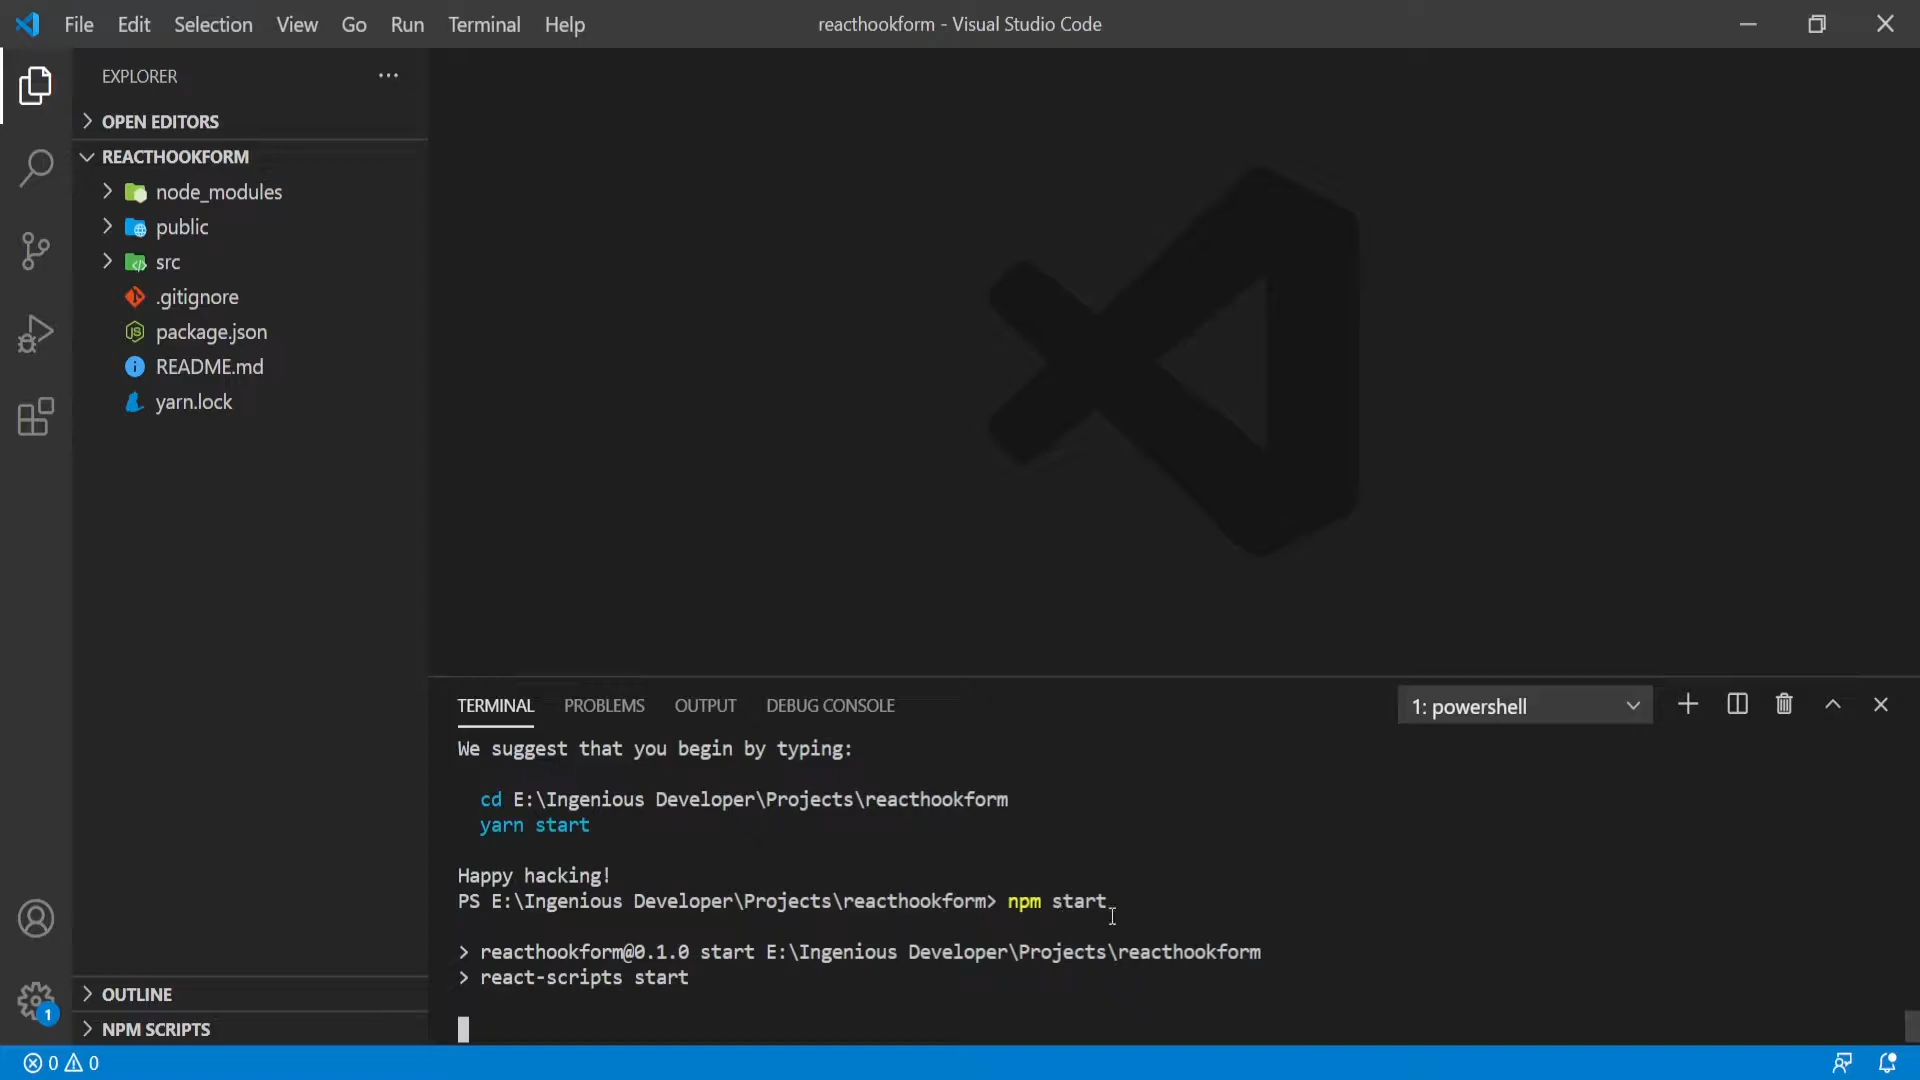 File Edit Selection View Go Run Terminal Help
reacthookform - Visual Studio Code
EXPLORER
OPEN EDITORS
REACTHOOKFORM
node_modules
public
src
.gitignore
package.json
README.md
yarn.lock
OUTLINE
NPM SCRIPTS
TERMINAL PROBLEMS OUTPUT DEBUG CONSOLE
1: powershell
We suggest that you begin by typing:
cd E:\Ingenious Developer\Projects\reacthookform
yarn start
Happy hacking!
PS E:\Ingenious Developer\Projects\reacthookform> npm start
> reacthookform@0.1.0 start E:\Ingenious Developer\Projects\reacthookform
> react-scripts start
1
0 0